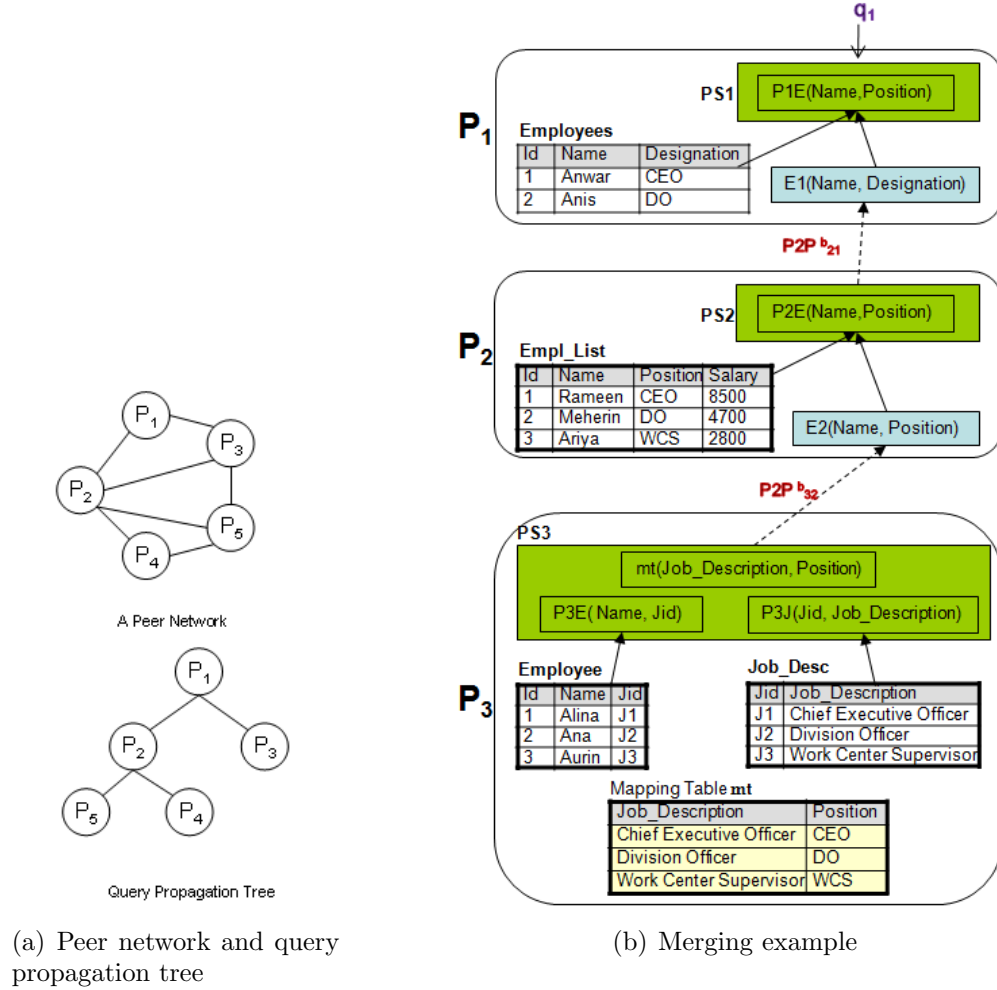 P1
P3
P2
P5
P4
A Peer Network
P1
P2
P3
P5
P4
Query Propagation Tree
(a) Peer network and query
propagation tree
q1
P1
PS1
P1E(Name,Position)
Employees
Id Name Designation
1 Anwar CEO
2 Anis DO
E1(Name, Designation)
P2P b21
P2
PS2
P2E(Name,Position)
Empl_List
Id Name Position Salary
1 Rameen CEO 8500
2 Meherin DO 4700
3 Ariya WCS 2800
E2(Name, Position)
P2P b32
P3
PS3
mt(Job_Description, Position)
P3E( Name, Jid)
P3J(Jid, Job_Description)
Employee
Id Name Jid
1 Alina J1
2 Ana J2
3 Aurin J3
Job_Desc
Jid Job_Description
J1 Chief Executive Officer
J2 Division Officer
J3 Work Center Supervisor
Mapping Table mt
Job_Description Position
Chief Executive Officer CEO
Division Officer DO
Work Center Supervisor WCS
(b) Merging example